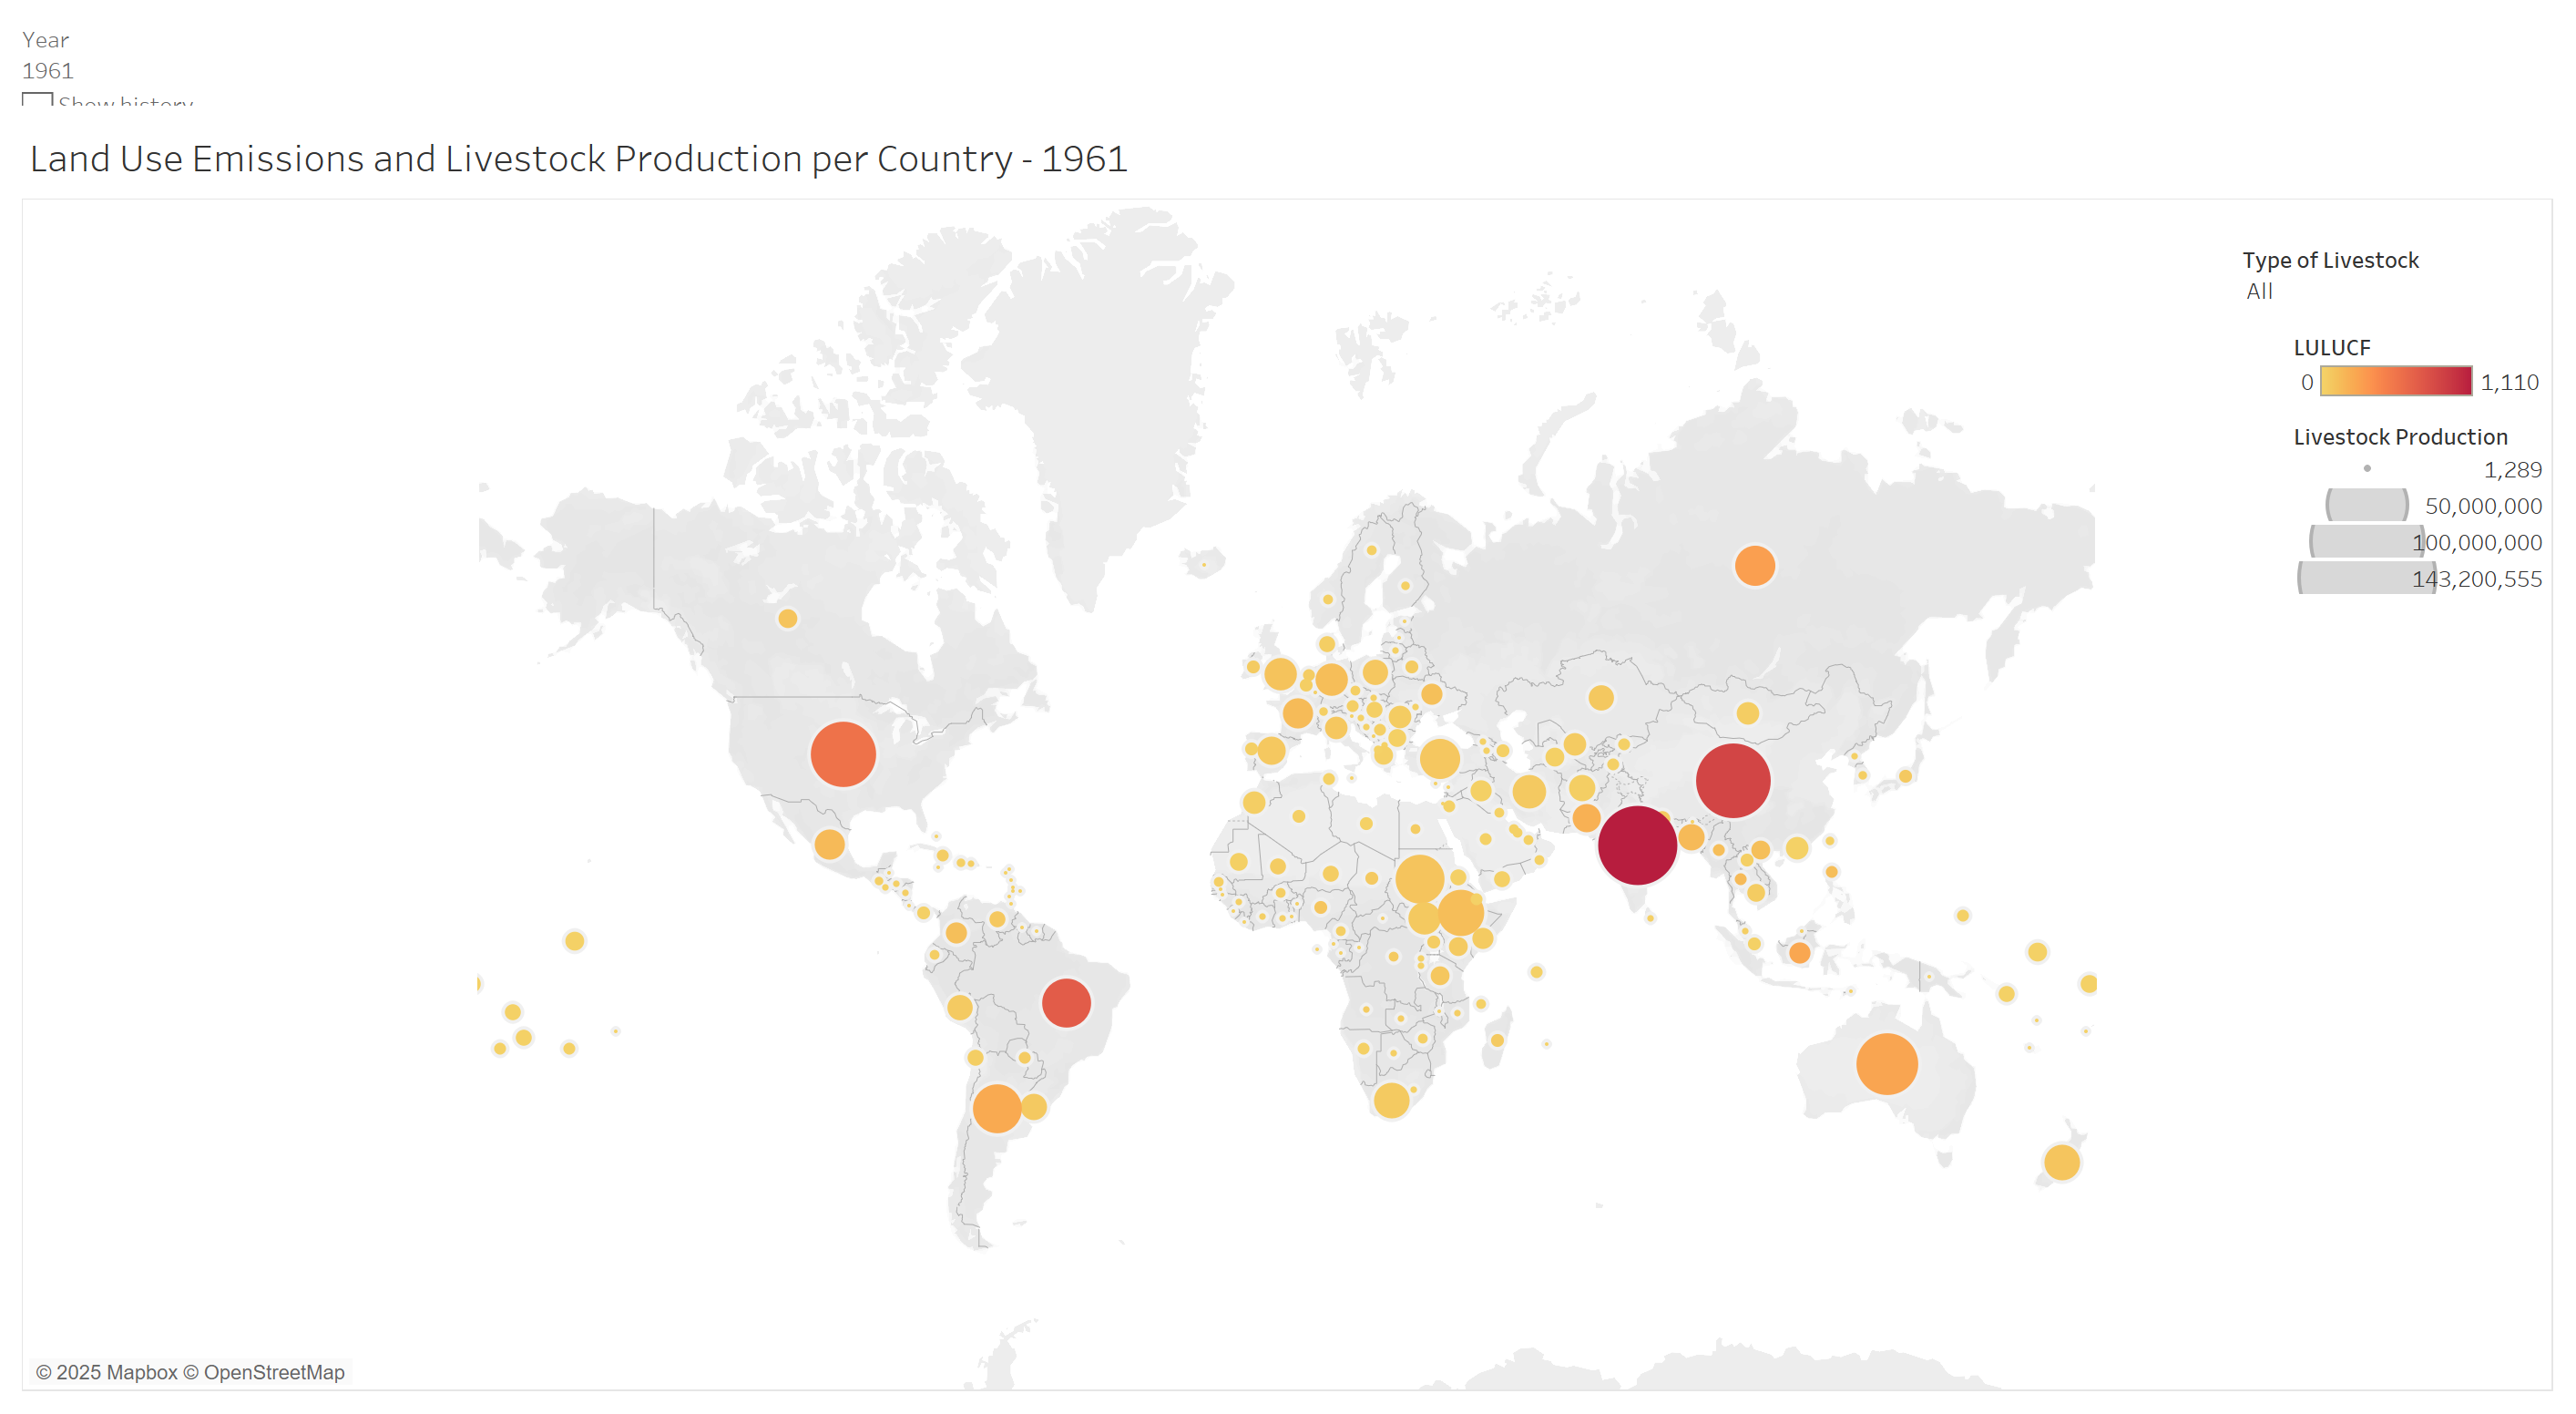 Year
1961
Show history
Land Use Emissions and Livestock Production per Country - 1961
Type of Livestock
All
LULUCF
0 1,110
Livestock Production
1,289
50,000,000
100,000,000
143,200,555
© 2025 Mapbox © OpenStreetMap